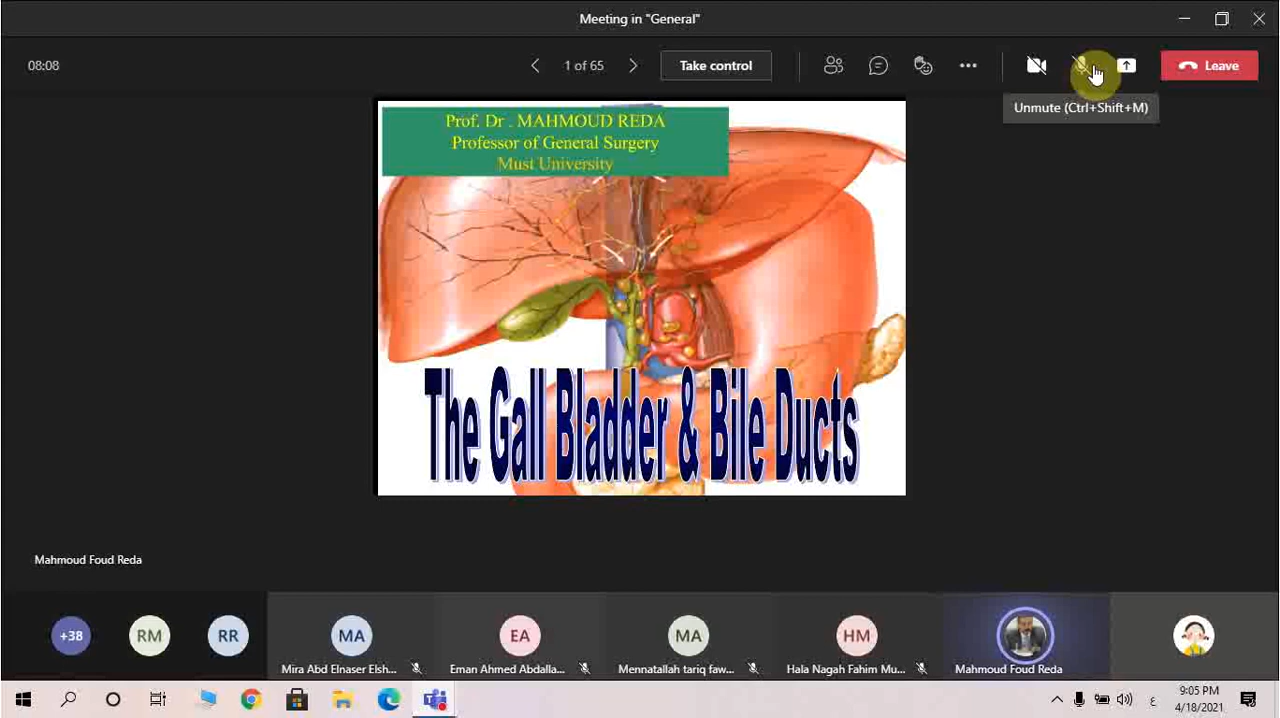 Meeting in "General"
08:08
1 of 65
Take control
Leave
Unmute (Ctrl+Shift+M)
Prof. Dr . MAHMOUD REDA
Professor of General Surgery
Must University
The Gall Bladder & Bile Ducts
Mahmoud Foud Reda
+38
RM
RR
MA
EA
MA
HM
Mira Abd Elnaser Elsh...
Eman Ahmed Abdalla...
Mennatallah tariq faw...
Hala Nagah Fahim Mu...
Mahmoud Foud Reda
ع
9:05 PM
4/18/2021